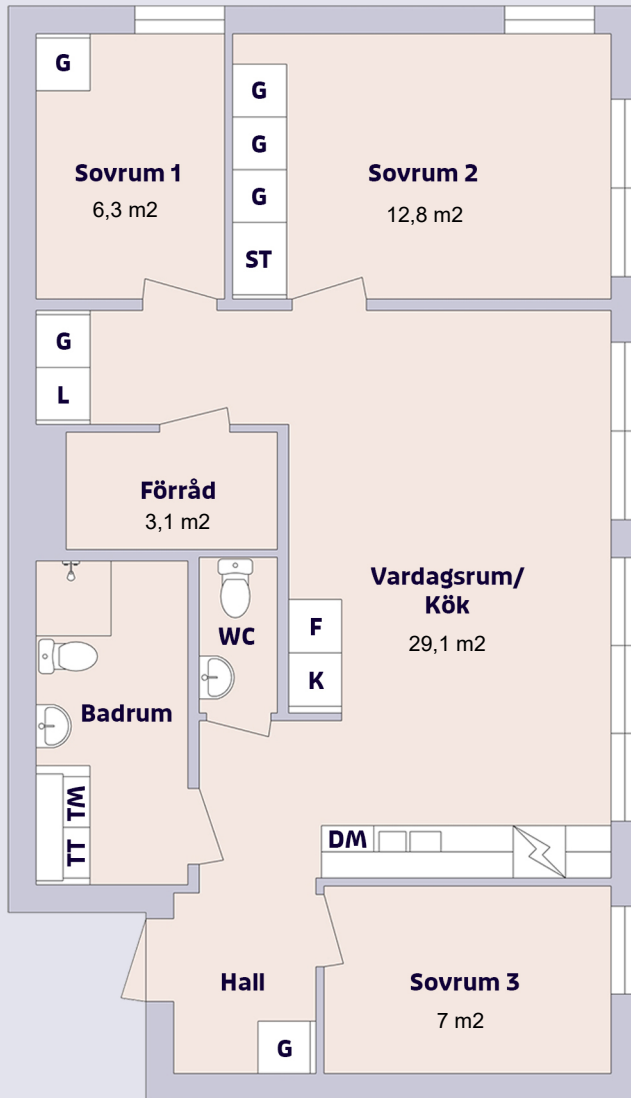 G
Sovrum 1
6,3 m2
G
G
G
ST
Sovrum 2
12,8 m2
G
L
Förråd
3,1 m2
Vardagsrum/
Kök
29,1 m2
WC
F
K
Badrum
TM
TT
DM
Hall
G
Sovrum 3
7 m2